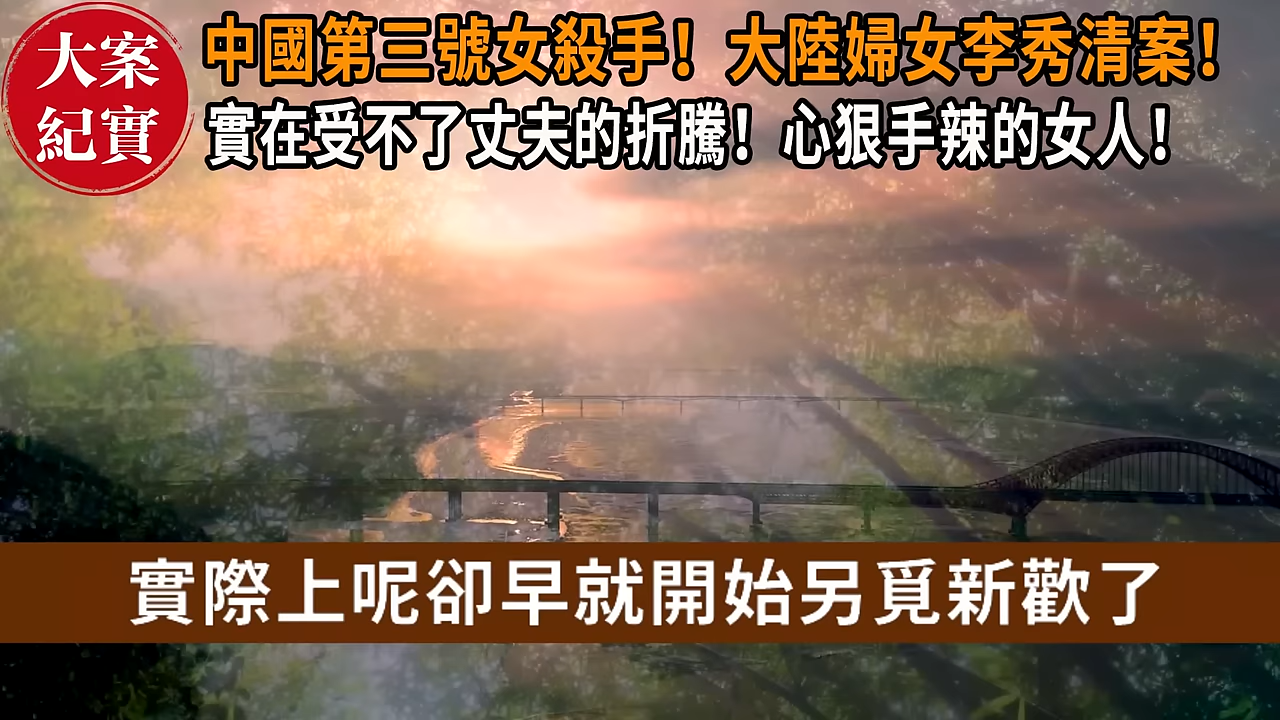 大案
紀實
中國第三號女殺手！大陸婦女李秀清案！
實在受不了丈夫的折騰！心狠手辣的女人！
實際上呢卻早就開始另覓新歡了